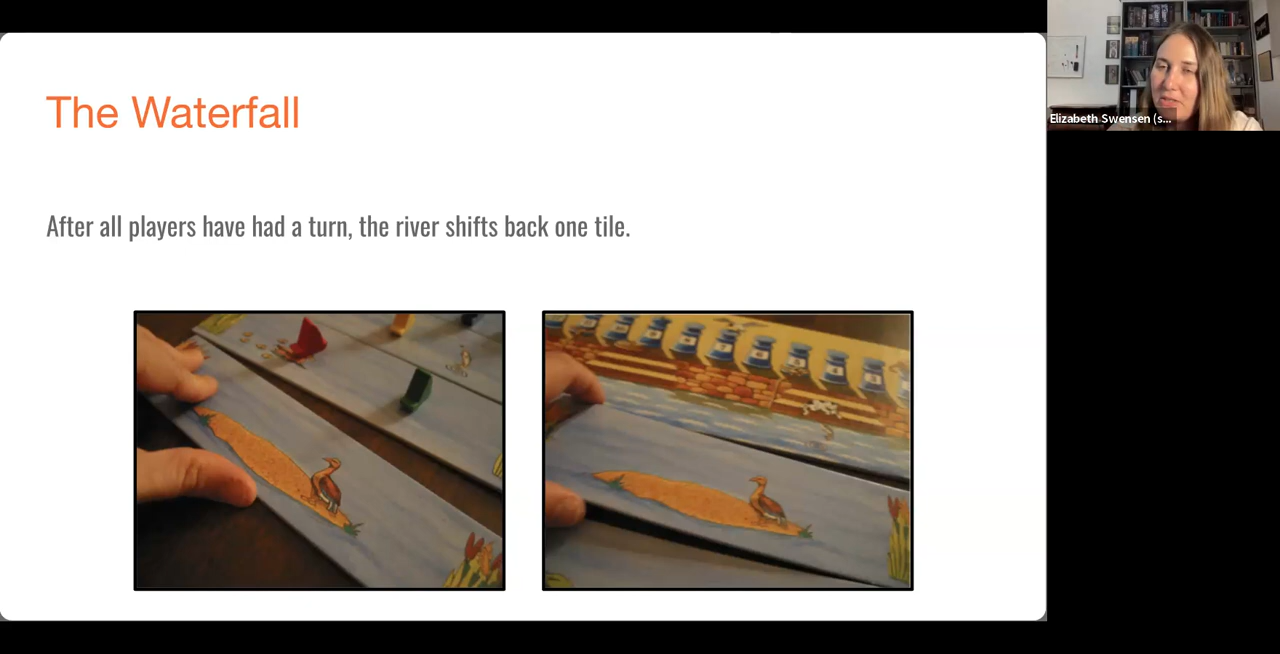 The Waterfall
After all players have had a turn, the river shifts back one tile.
Elizabeth Swensen (s...